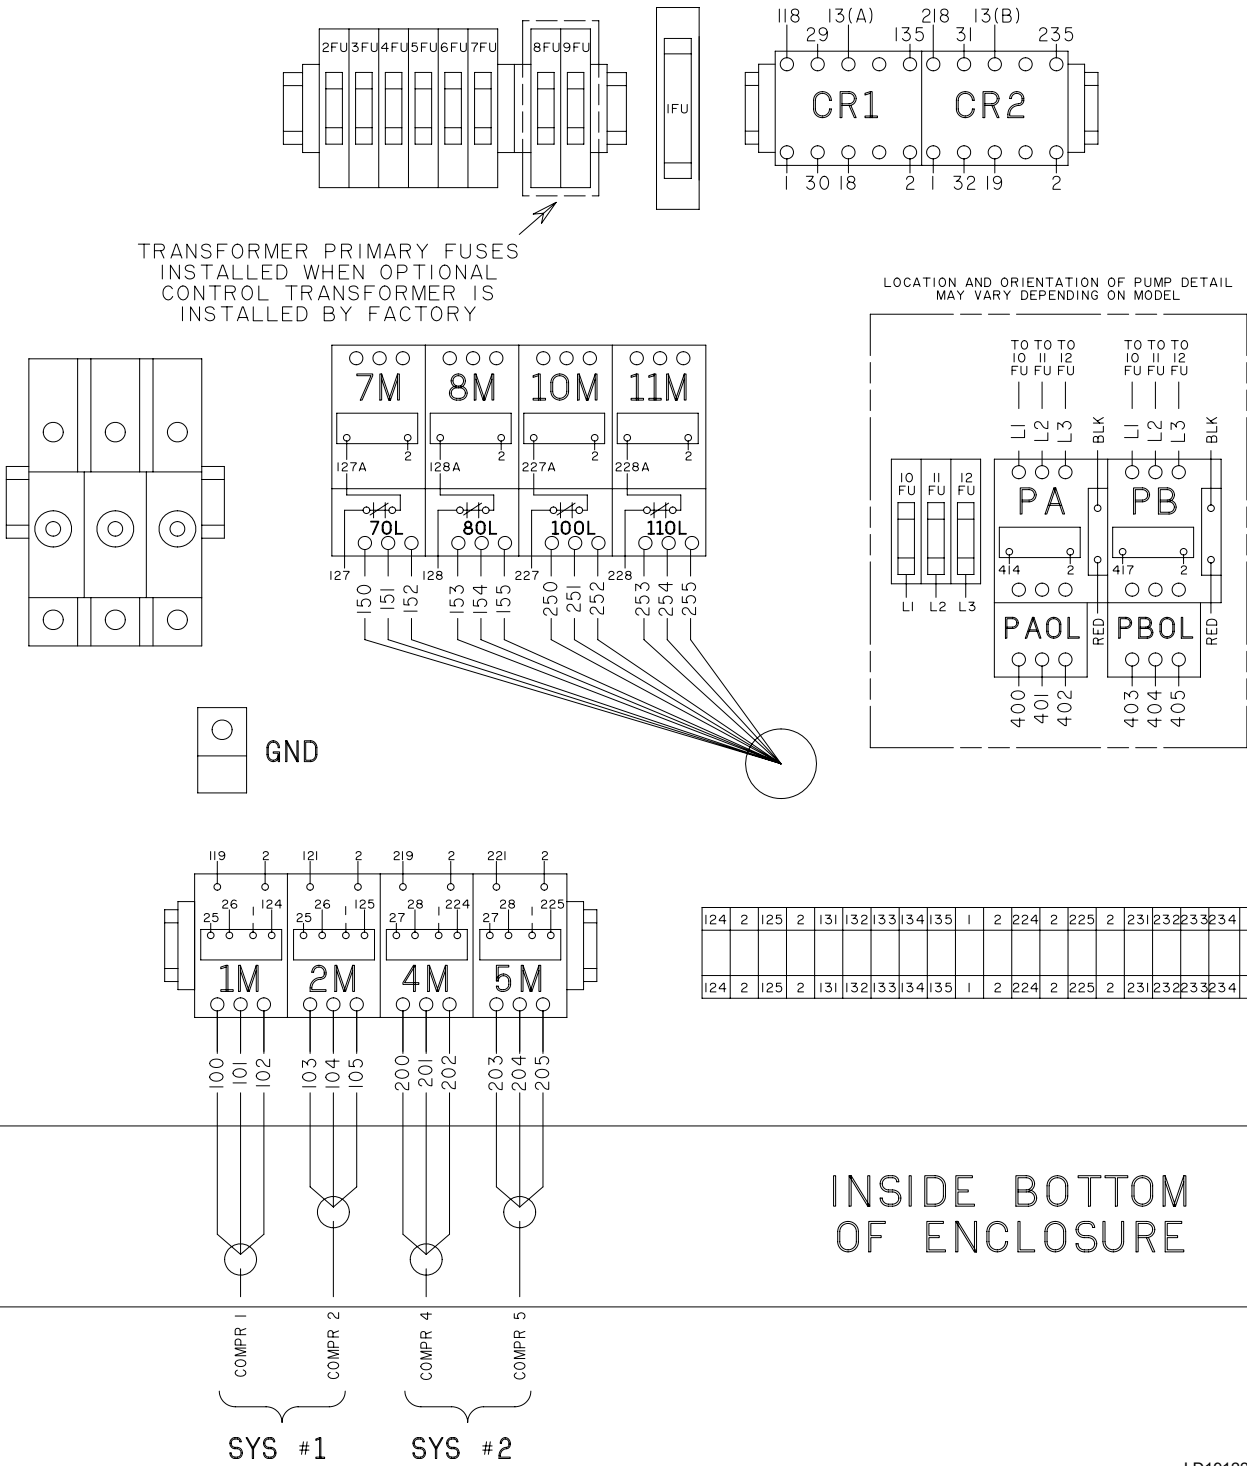 118 13(A) 218 13(B)
29 135 31 235
2FU 3FU 4FU 5FU 6FU 7FU 8FU 9FU
1FU
CR1 CR2
1 30 18 2 1 32 19 2
TRANSFORMER PRIMARY FUSES
INSTALLED WHEN OPTIONAL
CONTROL TRANSFORMER IS
INSTALLED BY FACTORY
LOCATION AND ORIENTATION OF PUMP DETAIL
MAY VARY DEPENDING ON MODEL
TO TO TO TO TO TO
10 11 12 10 11 12
FU FU FU FU FU FU
L1 L2 L3 BLK L1 L2 L3 BLK
7M 8M 10M 11M
2 2 2 2
127A 128A 227A 228A
7OL 8OL 10OL 11OL
127 128 227 228
150 151 152 153 154 155 250 251 252 253 254 255
10 11 12
FU FU FU
PA PB
414 2 417 2
L1 L2 L3
PAOL RED PBOL RED
400 401 402 403 404 405
GND
119 2 121 2 219 2 221 2
26 1 124 26 1 125 28 1 224 28 1 225
25 25 27 27
1M 2M 4M 5M
100 101 102 103 104 105 200 201 202 203 204 205
124 2 125 2 131 132 133 134 135 1 2 224 2 225 2 231 232 233 234
124 2 125 2 131 132 133 134 135 1 2 224 2 225 2 231 232 233 234
INSIDE BOTTOM
OF ENCLOSURE
COMPR 1 COMPR 2 COMPR 4 COMPR 5
SYS #1 SYS #2